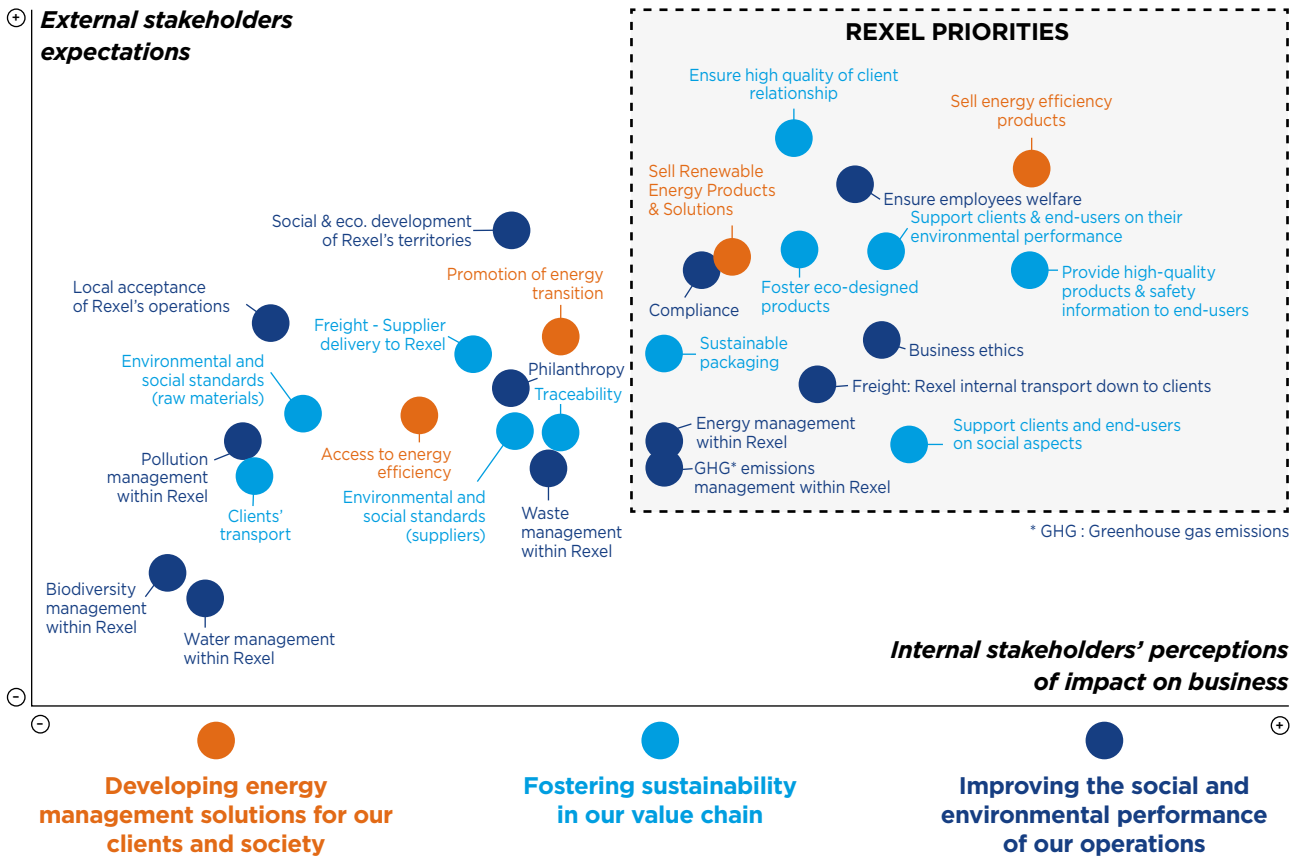 +
External stakeholders
expectations
REXEL PRIORITIES
Ensure high quality of client
relationship
Sell energy efficiency
products
Sell Renewable
Energy Products
& Solutions
Ensure employees welfare
Support clients & end-users on their
environmental performance
Social & eco. development
of Rexel's territories
Promotion of energy
transition
Compliance
Foster eco-designed
products
Provide high-quality
products & safety
information to end-users
Local acceptance
of Rexel's operations
Freight - Supplier
delivery to Rexel
Sustainable
packaging
Business ethics
Environmental and
social standards
(raw materials)
Philanthropy
Traceability
Freight: Rexel internal transport down to clients
Energy management
within Rexel
Support clients and end-users
on social aspects
Access to energy
efficiency
Pollution
management
within Rexel
GHG* emissions
management within Rexel
Environmental and
social standards
(suppliers)
Clients'
transport
Waste
management
within Rexel
* GHG : Greenhouse gas emissions
Biodiversity
management
within Rexel
Water management
within Rexel
Internal stakeholders' perceptions
of impact on business
-
-
+
Developing energy
management solutions for our
clients and society
Fostering sustainability
in our value chain
Improving the social and
environmental performance
of our operations